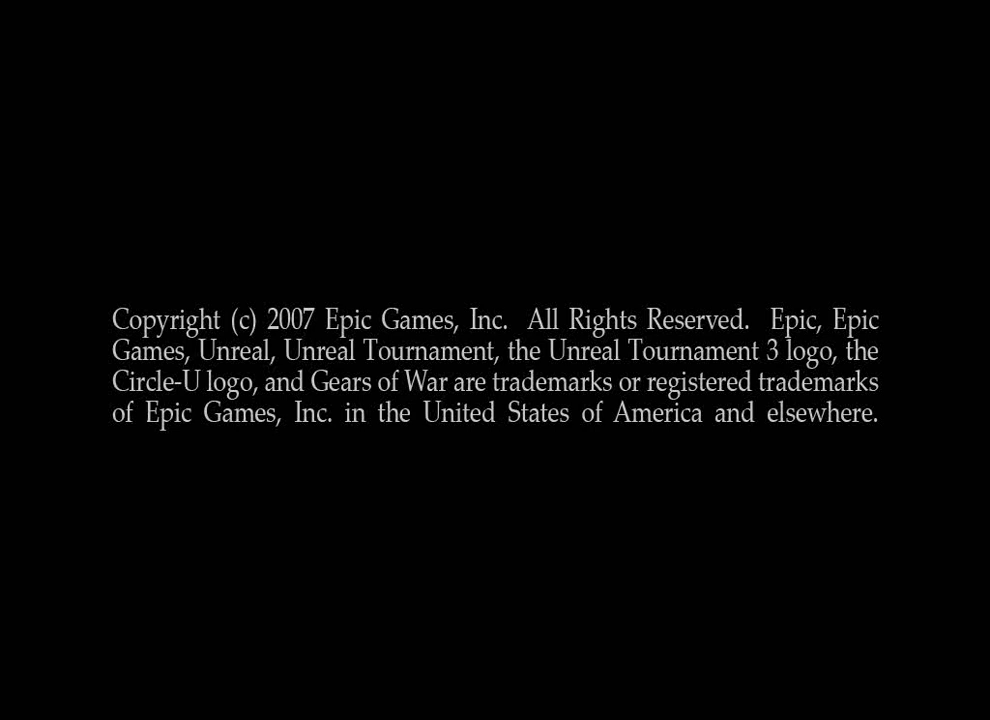 Copyright (c) 2007 Epic Games, Inc.  All Rights Reserved.  Epic, Epic
Games, Unreal, Unreal Tournament, the Unreal Tournament 3 logo, the
Circle-U logo, and Gears of War are trademarks or registered trademarks
of Epic Games, Inc. in the United States of America and elsewhere.